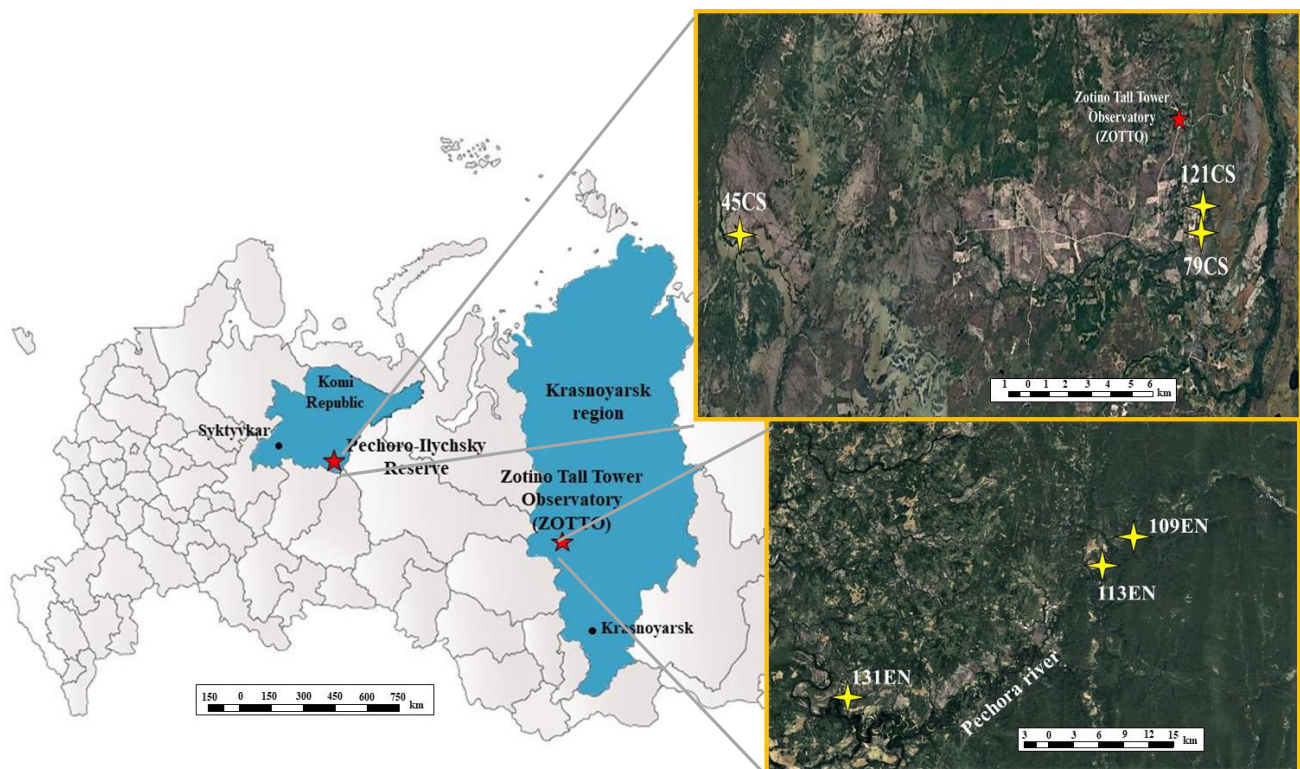 Komi
Republic
Syktyvkar
Pechoro-Ilychsky
Reserve
Krasnoyarsk
region
Zotino Tall Tower
Observatory
(ZOTTO)
Krasnoyarsk
150 0 150 300 450 600 750
km
Zotino Tall Tower
Observatory
(ZOTTO)
121CS
45CS
79CS
1 0 1 2 3 4 5 6
km
109EN
113EN
131EN
Pechora river
3 0 3 6 9 12 15
km